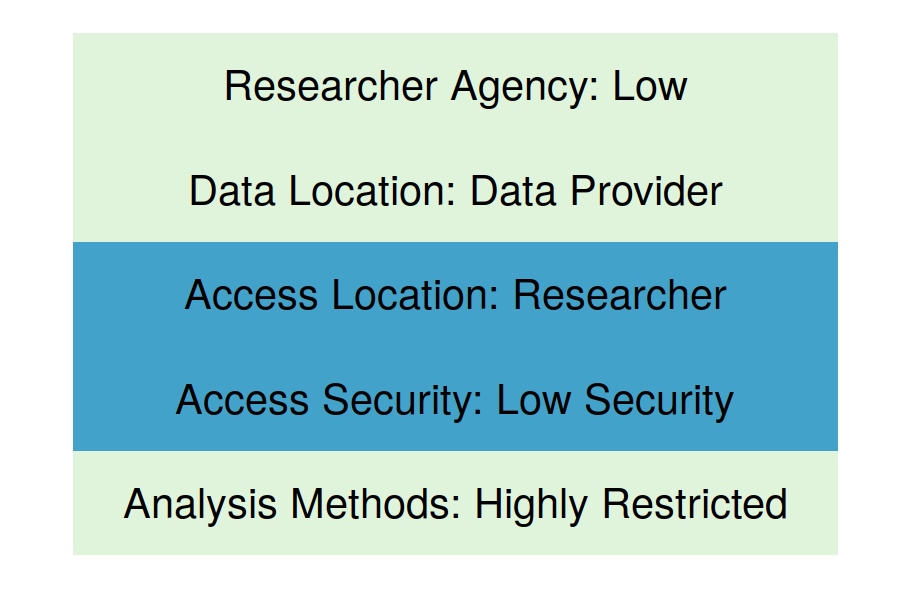 Researcher Agency: Low
Data Location: Data Provider
Access Location: Researcher
Access Security: Low Security
Analysis Methods: Highly Restricted